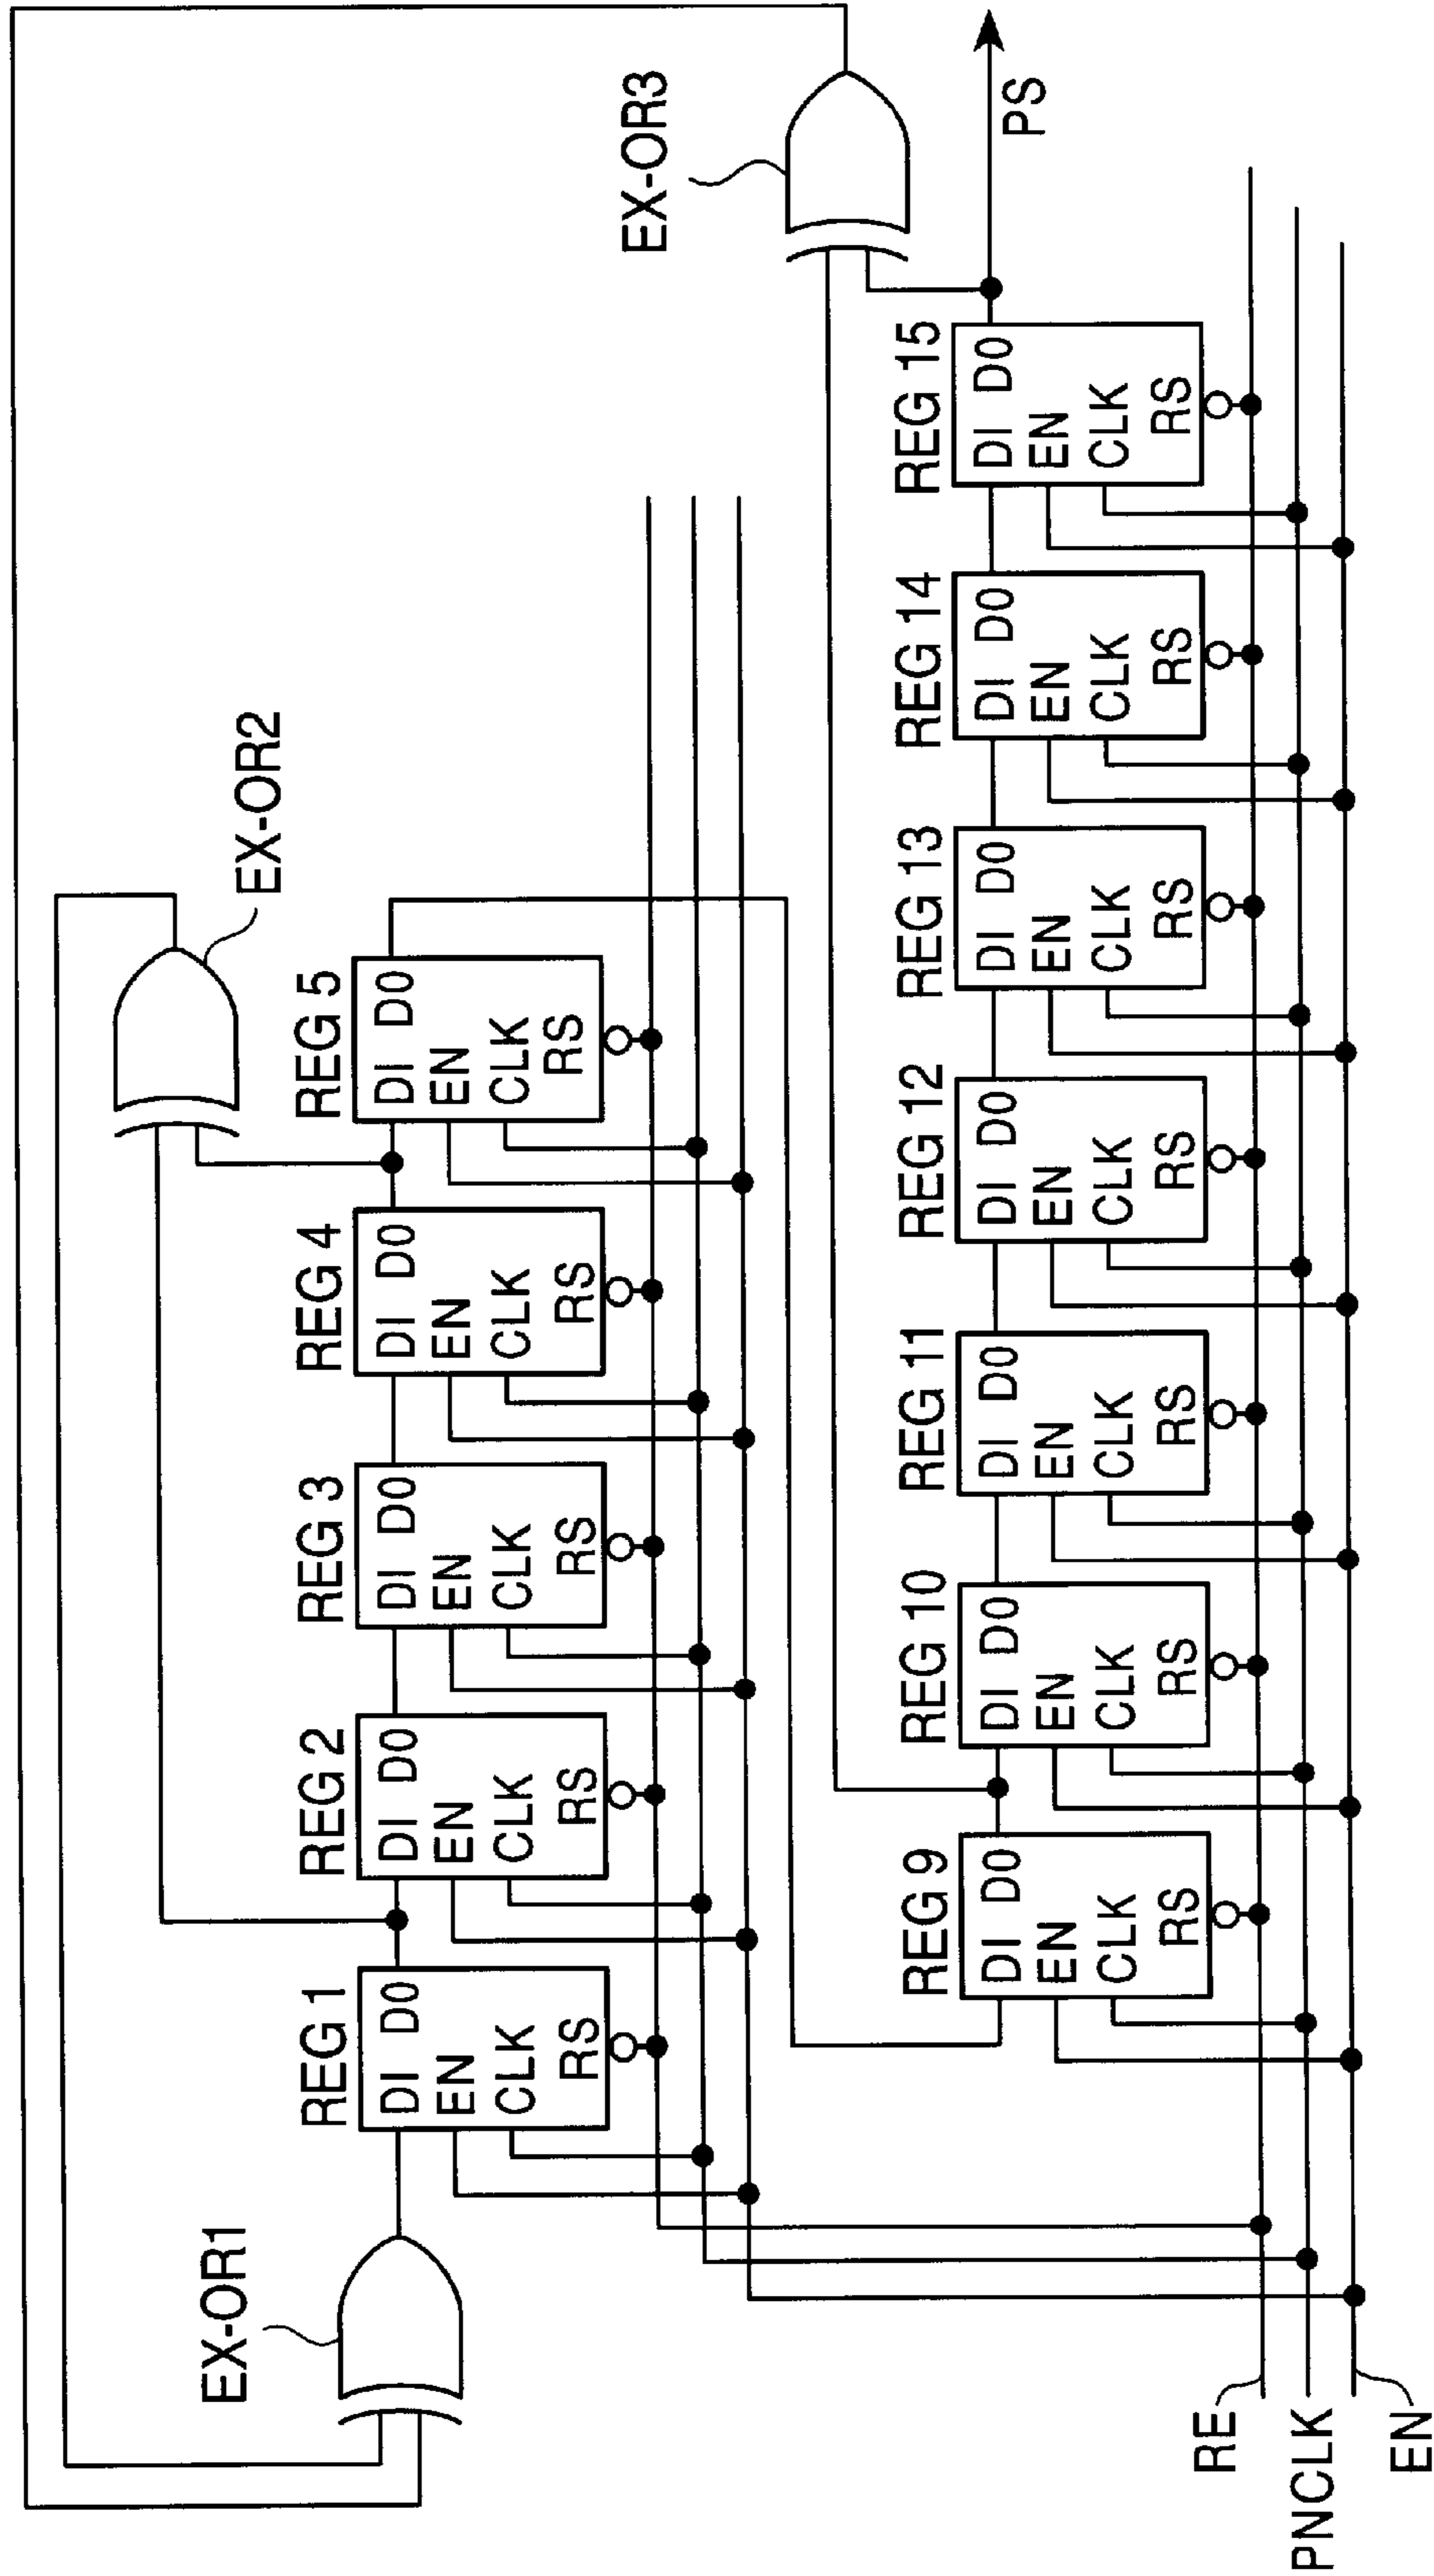 EX-OR1
EX-OR2
EX-OR3
REG 1
DI D0
EN
CLK
RS
REG 2
DI D0
EN
CLK
RS
REG 3
DI D0
EN
CLK
RS
REG 4
DI D0
EN
CLK
RS
REG 5
DI D0
EN
CLK
RS
REG 9
DI D0
EN
CLK
RS
REG 10
DI D0
EN
CLK
RS
REG 11
DI D0
EN
CLK
RS
REG 12
DI D0
EN
CLK
RS
REG 13
DI D0
EN
CLK
RS
REG 14
DI D0
EN
CLK
RS
REG 15
DI D0
EN
CLK
RS
PS
RE
PNCLK
EN